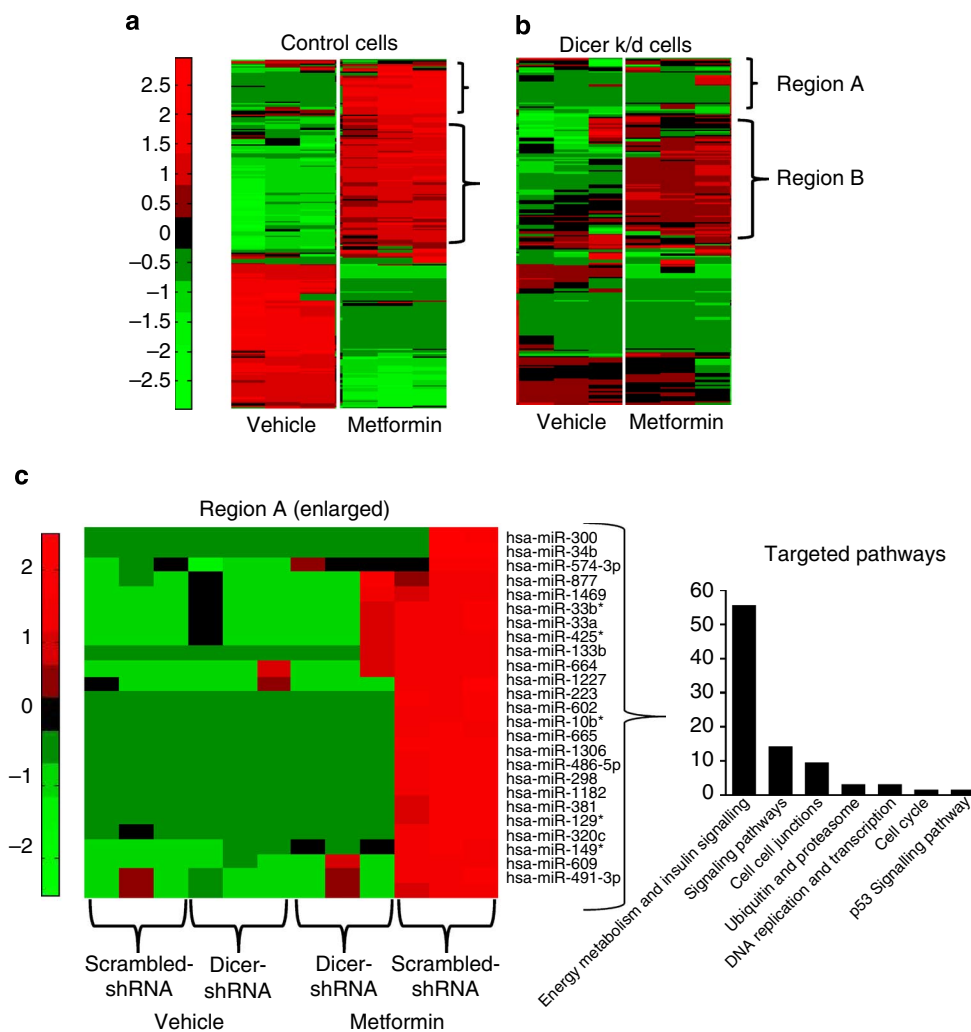 a
Control cells
2.5
2
1.5
1
0.5
0
−0.5
−1
−1.5
−2
−2.5
Vehicle
Metformin
b
Dicer k/d cells
Region A
Region B
Vehicle
Metformin
c
Region A (enlarged)
2
1
0
−1
−2
hsa-miR-300
hsa-miR-34b
hsa-miR-574-3p
hsa-miR-877
hsa-miR-1469
hsa-miR-33b*
hsa-miR-33a
hsa-miR-425*
hsa-miR-133b
hsa-miR-664
hsa-miR-1227
hsa-miR-223
hsa-miR-602
hsa-miR-10b*
hsa-miR-665
hsa-miR-1306
hsa-miR-486-5p
hsa-miR-298
hsa-miR-1182
hsa-miR-381
hsa-miR-129*
hsa-miR-320c
hsa-miR-149*
hsa-miR-609
hsa-miR-491-3p
Scrambled-
shRNA
Dicer-
shRNA
Dicer-
shRNA
Scrambled-
shRNA
Vehicle
Metformin
Targeted pathways
60
50
40
30
20
10
0
Energy metabolism and insulin signalling
Signaling pathways
Cell cell junctions
Ubiquitin and proteasome
DNA replication and transcription
Cell cycle
p53 Signalling pathway